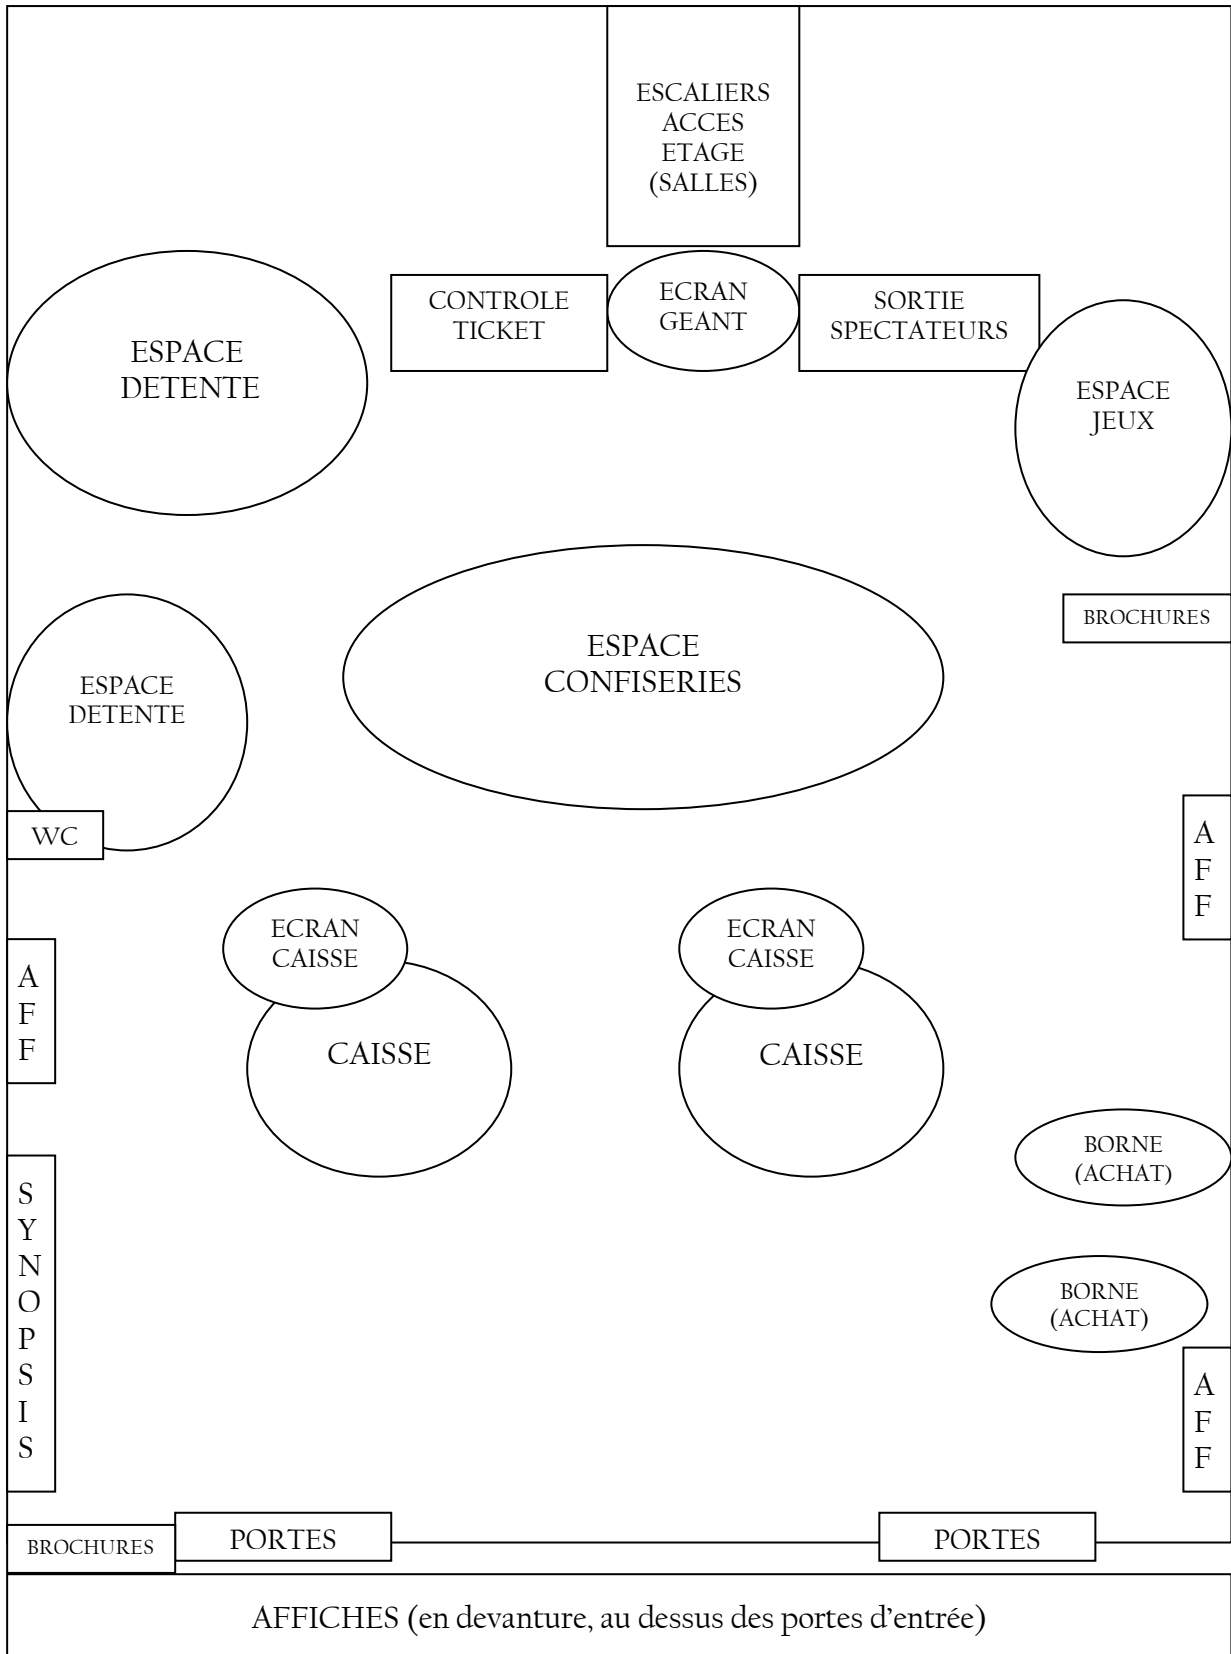 ESCALIERS
ACCES
ETAGE
(SALLES)
CONTROLE
TICKET
ECRAN
GEANT
SORTIE
SPECTATEURS
ESPACE
DETENTE
ESPACE
JEUX
ESPACE
CONFISERIES
BROCHURES
ESPACE
DETENTE
WC
A
F
F
ECRAN
CAISSE
ECRAN
CAISSE
A
F
F
CAISSE
CAISSE
BORNE
(ACHAT)
S
Y
N
O
P
S
I
S
BORNE
(ACHAT)
A
F
F
BROCHURES
PORTES
PORTES
AFFICHES (en devanture, au dessus des portes d’entrée)